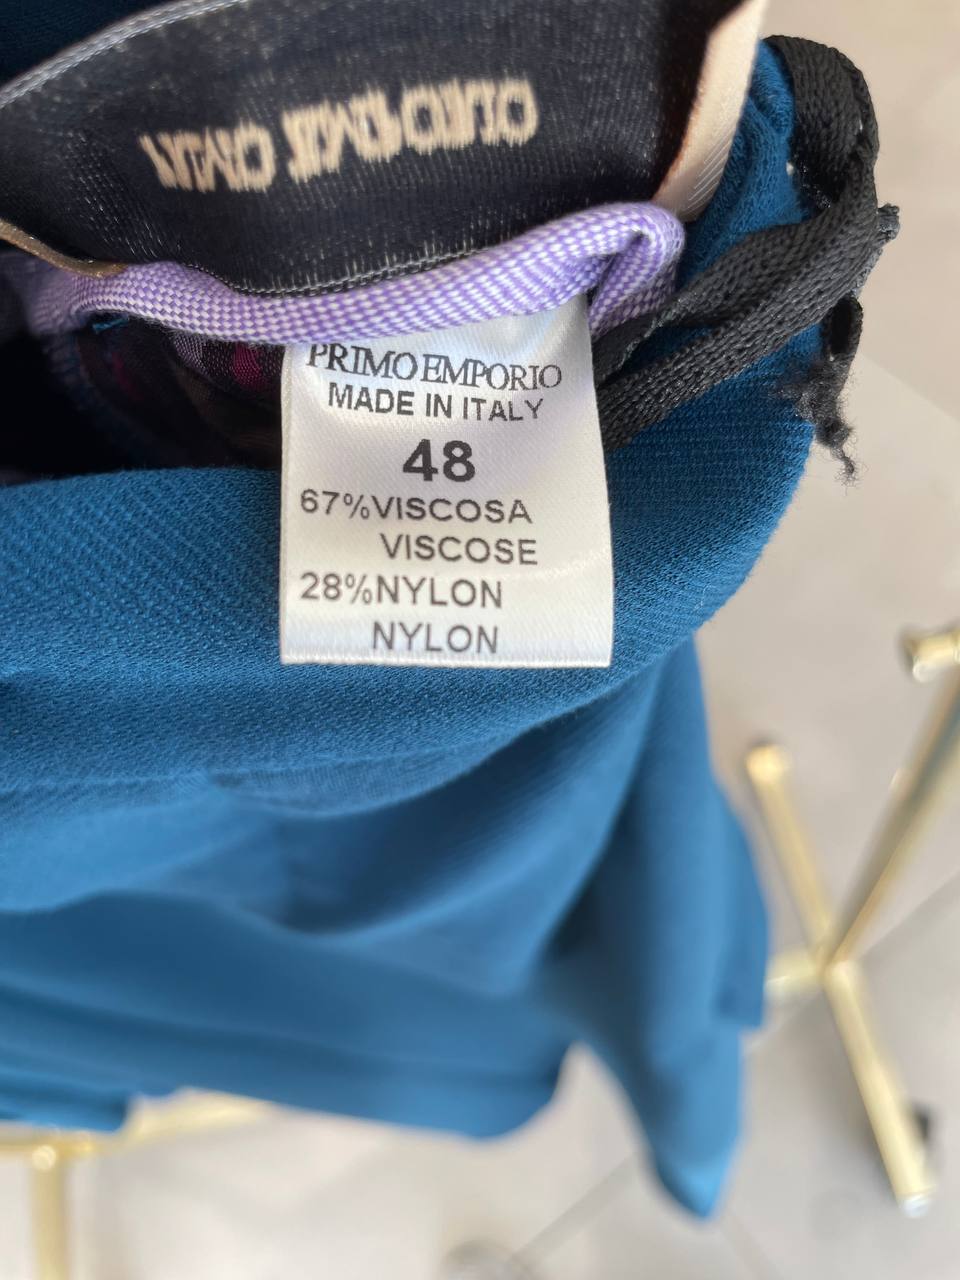 PRIMO EMPORIO
MADE IN ITALY
48
67%VISCOSA
VISCOSE
28%NYLON
NYLON